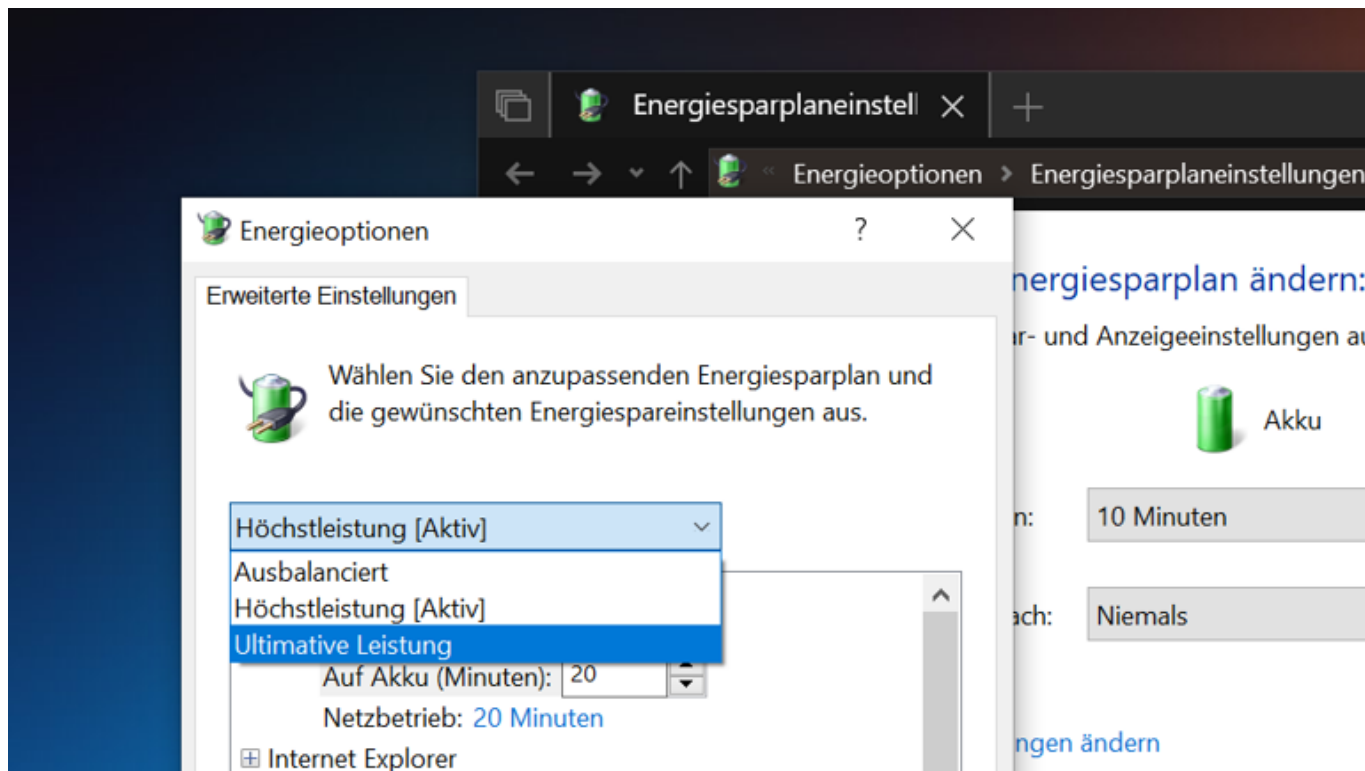 Energiesparplaneinstell
« Energieoptionen > Energiesparplaneinstellungen
Energieoptionen ?
Erweiterte Einstellungen
Wählen Sie den anzupassenden Energiesparplan und
die gewünschten Energiespareinstellungen aus.
Höchstleistung [Aktiv]
Ausbalanciert
Höchstleistung [Aktiv]
Ultimative Leistung
Auf Akku (Minuten): 20
Netzbetrieb: 20 Minuten
Internet Explorer
nergiesparplan ändern:
ar- und Anzeigeeinstellungen au
Akku
n: 10 Minuten
ach: Niemals
ngen ändern